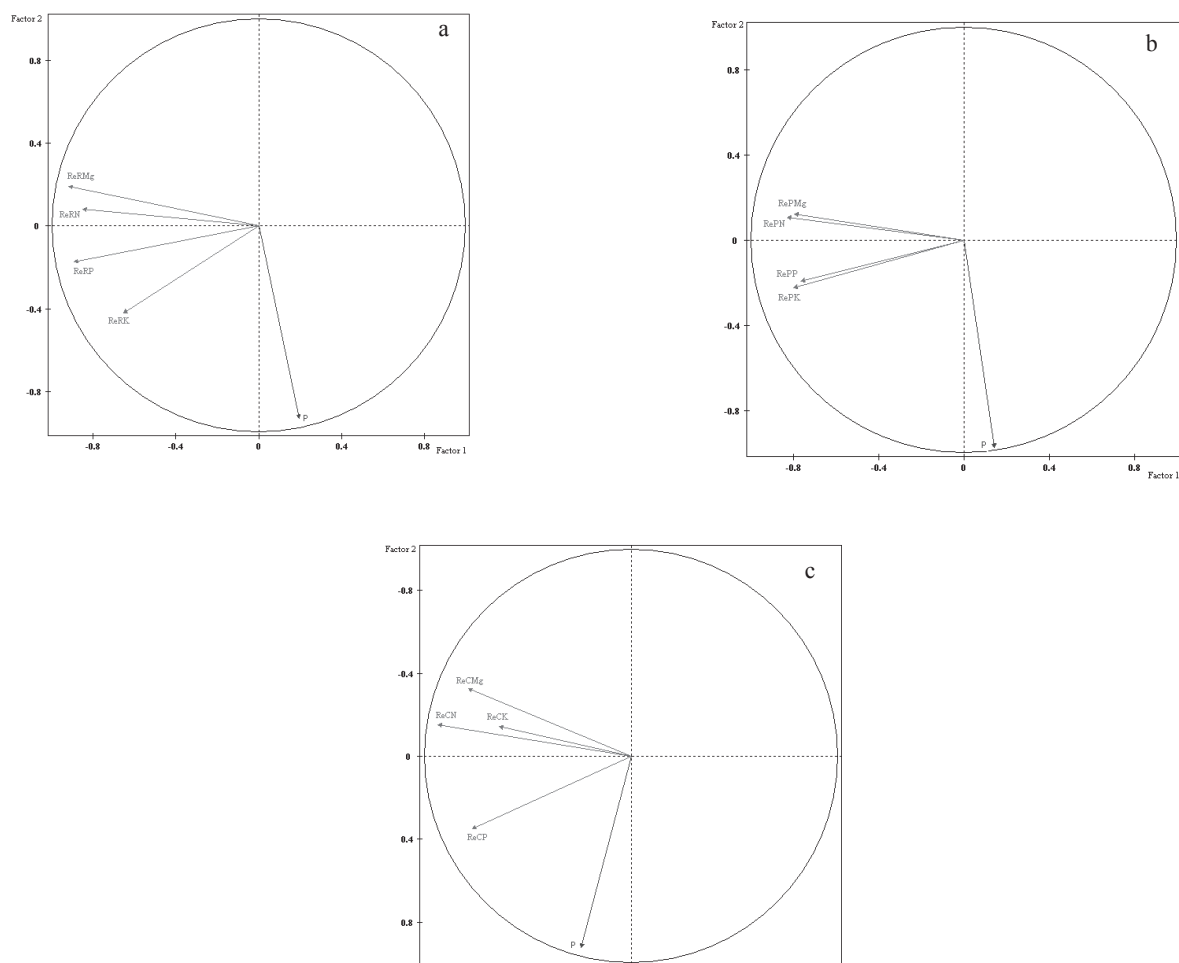 Factor 2
a
0.8
0.4
ReRMg
ReRN
0
ReRP
ReRK
-0.4
-0.8
P
-0.8 -0.4 0 0.4 0.8
Factor 1
Factor 2
b
0.8
0.4
RePMg
RePN
0
RePP
RePK
-0.4
-0.8
P
-0.8 -0.4 0 0.4 0.8
Factor 1
Factor 2
c
-0.8
-0.4
ReCMg
ReCN ReCK
0
0.4
ReCP
0.8
P